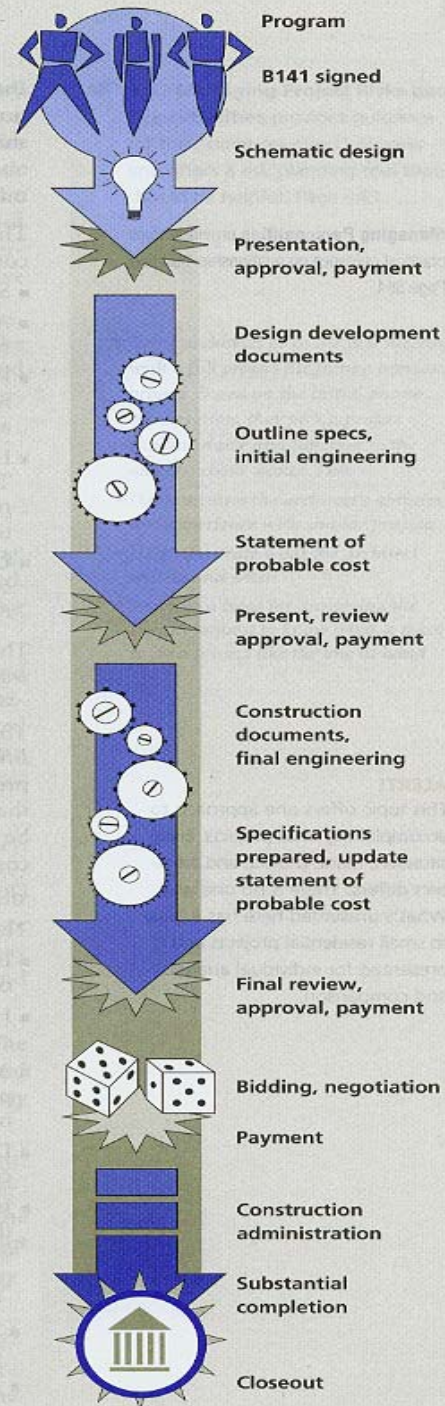 Program
B141 signed
Schematic design
Presentation,
approval, payment
Design development
documents
Outline specs,
initial engineering
Statement of
probable cost
Present, review
approval, payment
Construction
documents,
final engineering
Specifications
prepared, update
statement of
probable cost
Final review,
approval, payment
Bidding, negotiation
Payment
Construction
administration
Substantial
completion
Closeout